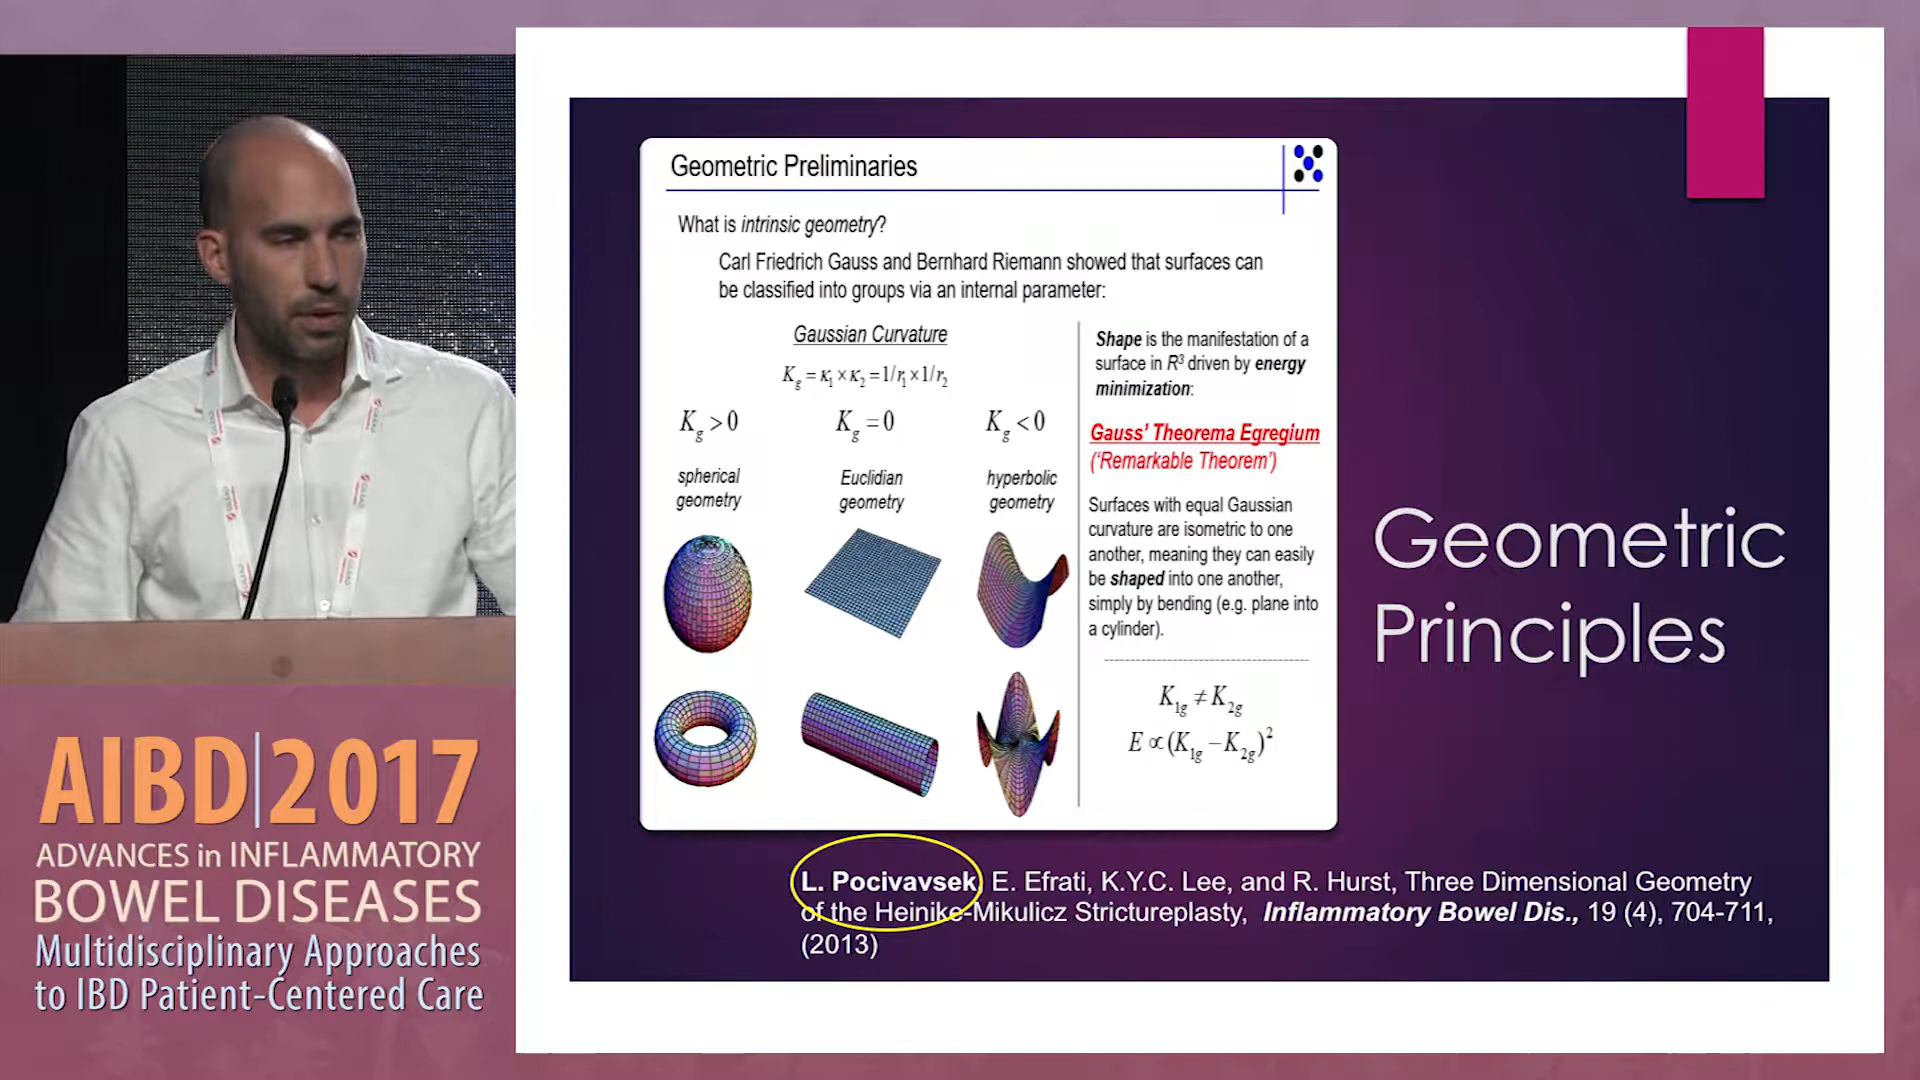 Geometric Preliminaries
What is intrinsic geometry?
Carl Friedrich Gauss and Bernhard Riemann showed that surfaces can
be classified into groups via an internal parameter:
Gaussian Curvature
K_g = κ_1 × κ_2 = 1/r_1 × 1/r_2
K_g > 0
K_g = 0
K_g < 0
spherical
geometry
Euclidian
geometry
hyperbolic
geometry
Shape is the manifestation of a
surface in R³ driven by energy
minimization:
Gauss' Theorema Egregium
('Remarkable Theorem')
Surfaces with equal Gaussian
curvature are isometric to one
another, meaning they can easily
be shaped into one another,
simply by bending (e.g. plane into
a cylinder).
K_1g ≠ K_2g
E ∝ (K_1g − K_2g)²
Geometric
Principles
L. Pocivavsek, E. Efrati, K.Y.C. Lee, and R. Hurst, Three Dimensional Geometry
of the Heinike-Mikulicz Strictureplasty, Inflammatory Bowel Dis., 19 (4), 704-711,
(2013)
AIBD|2017
ADVANCES in INFLAMMATORY
BOWEL DISEASES
Multidisciplinary Approaches
to IBD Patient-Centered Care